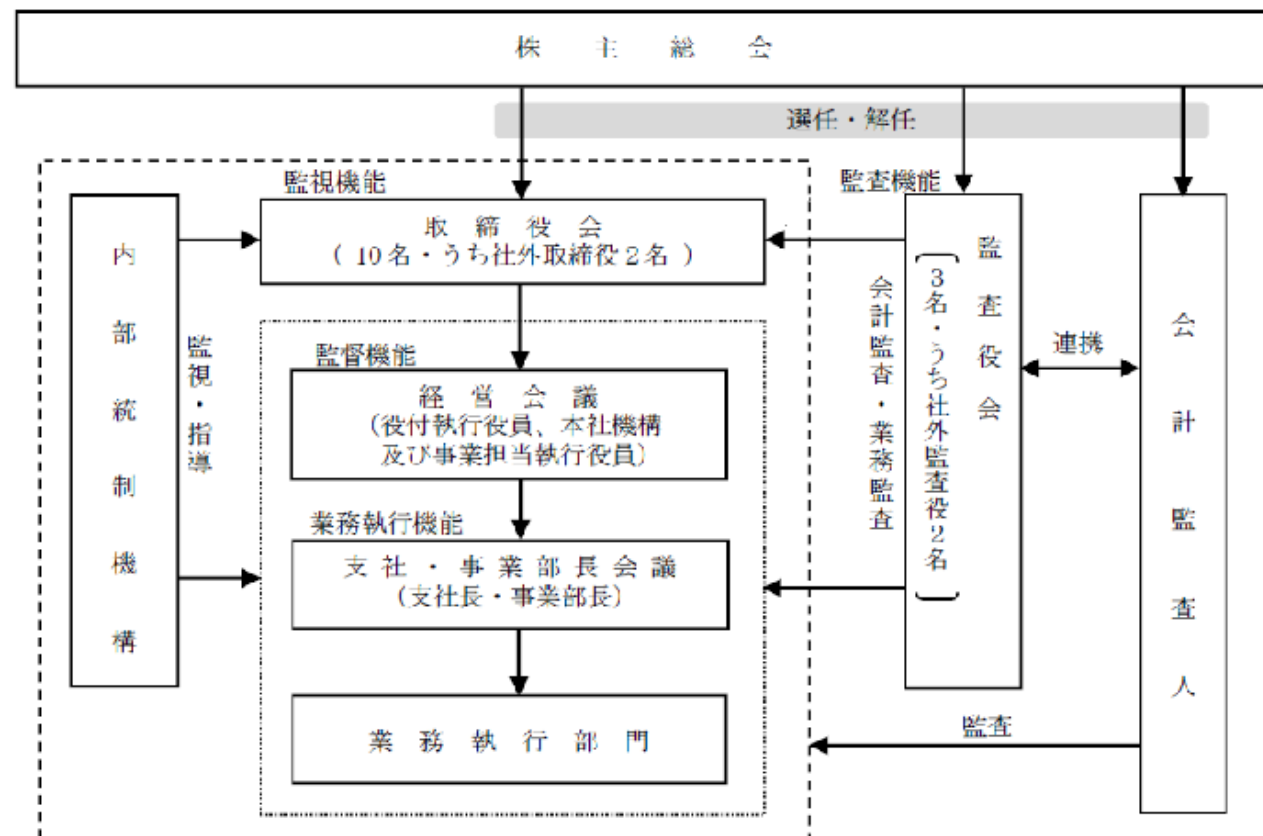 株主総会
選任・解任
監視機能
監査機能
取締役会
(10名・うち社外取締役2名)
内部統制機構
監視・指導
監督機能
経営会議
(役付執行役員、本社機構
及び事業担当執行役員)
業務執行機能
支社・事業部長会議
(支社長・事業部長)
業務執行部門
会計監査・業務監査
監査役会
(3名・うち社外監査役2名)
連携
会計監査人
監査